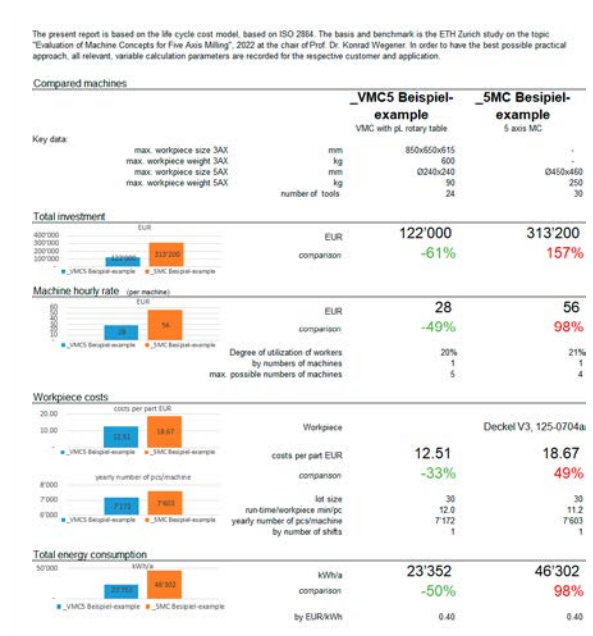 The present report is based on the life cycle cost model, based on ISO 2884. The basis and benchmark is the ETH Zurich study on the topic
"Evaluation of Machine Concepts for Five Axis Milling", 2022 at the chair of Prof. Dr. Konrad Wegener. In order to have the best possible practical
approach, all relevant, variable calculation parameters are recorded for the respective customer and application.
Compared machines
_VMC5 Beispiel-example _5MC Besipiel-example
VMC with pL rotary table 5 axis MC
Key data:
max. workpiece size 3AX mm 850x650x615 -
max. workpiece weight 3AX kg 600 -
max. workpiece size 5AX mm Ø240x240 Ø450x460
max. workpiece weight 5AX kg 90 250
number of tools 24 30
Total investment
EUR
400'000
300'000
200'000
100'000
-
122'000 313'200
_VMC5 Beispiel-example _5MC Besipiel-example
EUR 122'000 313'200
comparison -61% 157%
Machine hourly rate (per machine)
EUR
60
50
40
30
20
10
-
28 56
_VMC5 Beispiel-example _5MC Besipiel-example
EUR 28 56
comparison -49% 98%
Degree of utilization of workers 20% 21%
by numbers of machines 1 1
max. possible numbers of machines 5 4
Workpiece costs
costs per part EUR
20.00
10.00
-
12.51 18.67
_VMC5 Beispiel-example _5MC Besipiel-example
Workpiece Deckel V3, 125-0704a
costs per part EUR 12.51 18.67
comparison -33% 49%
yearly number of pcs/machine
8'000
7'000
6'000
7'172 7'603
_VMC5 Beispiel-example _5MC Besipiel-example
lot size 30 30
run-time/workpiece min/pc 12.0 11.2
yearly number of pcs/machine 7'172 7'603
by number of shifts 1 1
Total energy consumption
kWh/a
50'000
-
23'352 46'302
_VMC5 Beispiel-example _5MC Besipiel-example
kWh/a 23'352 46'302
comparison -50% 98%
by EUR/kWh 0.40 0.40